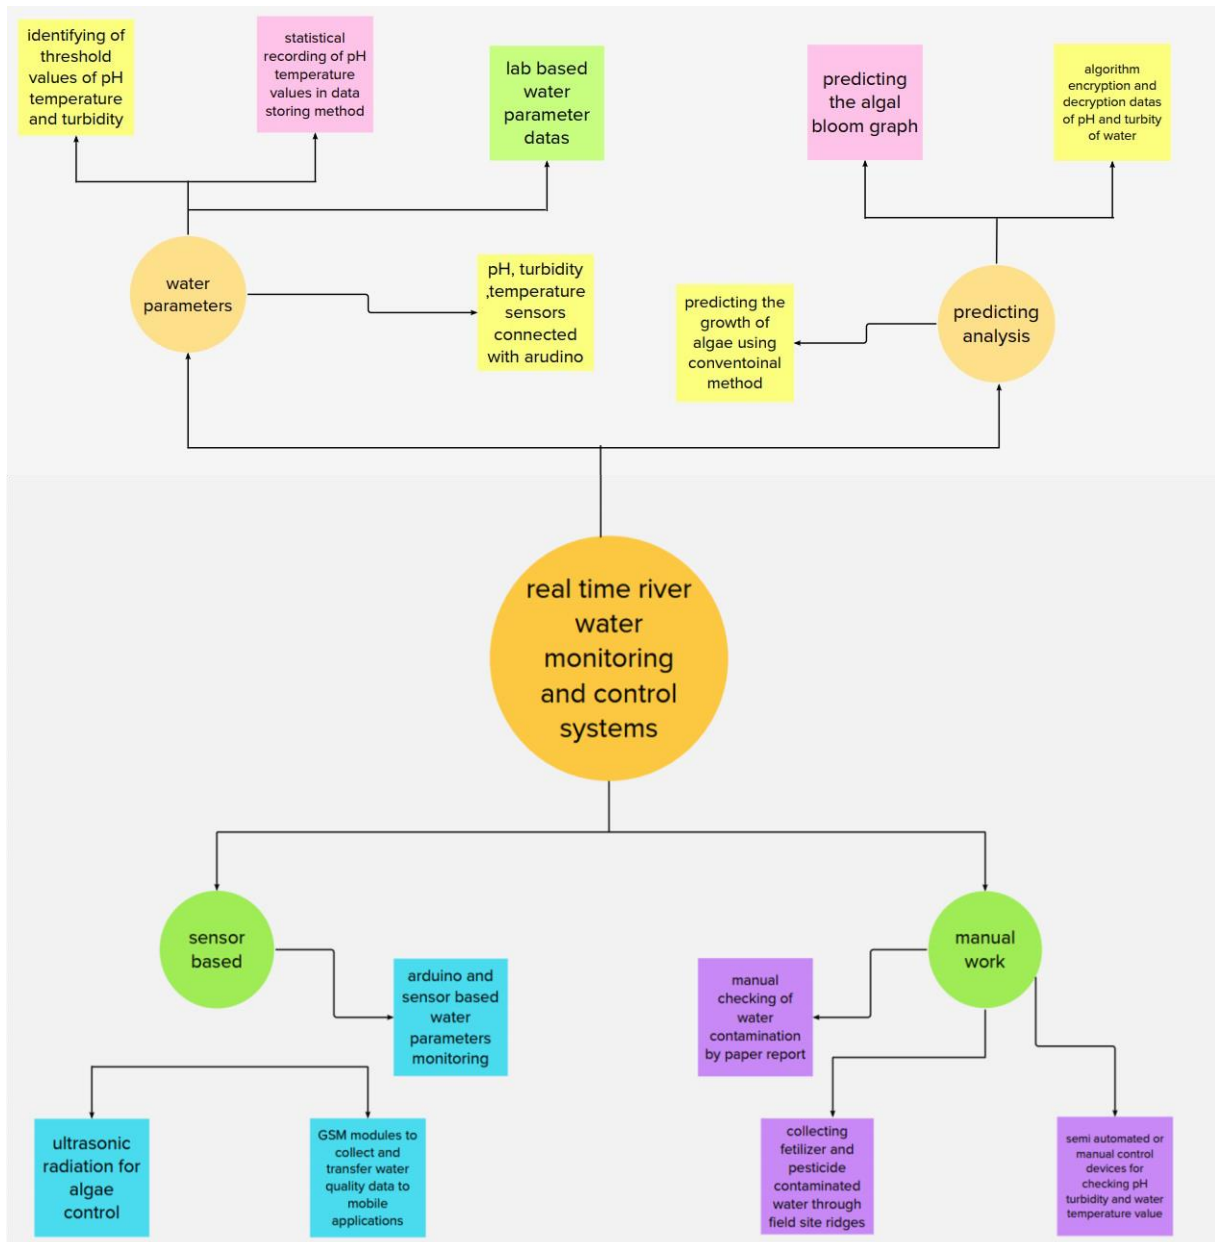 identifying of
threshold
values of pH
temperature
and turbidity
statistical
recording of pH
temperature
values in data
storing method
lab based
water
parameter
datas
predicting
the algal
bloom graph
algorithm
encryption and
decryption datas
of pH and turbity
of water
water
parameters
pH, turbidity
,temperature
sensors
connected
with arudino
predicting the
growth of
algae using
conventoinal
method
predicting
analysis
real time river
water
monitoring
and control
systems
sensor
based
arduino and
sensor based
water
parameters
monitoring
manual
checking of
water
contamination
by paper report
manual
work
ultrasonic
radiation for
algae
control
GSM modules to
collect and
transfer water
quality data to
mobile
applications
collecting
fetilizer and
pesticide
contaminated
water through
field site ridges
semi automated or
manual control
devices for
checking pH
turbidity and water
temperature value